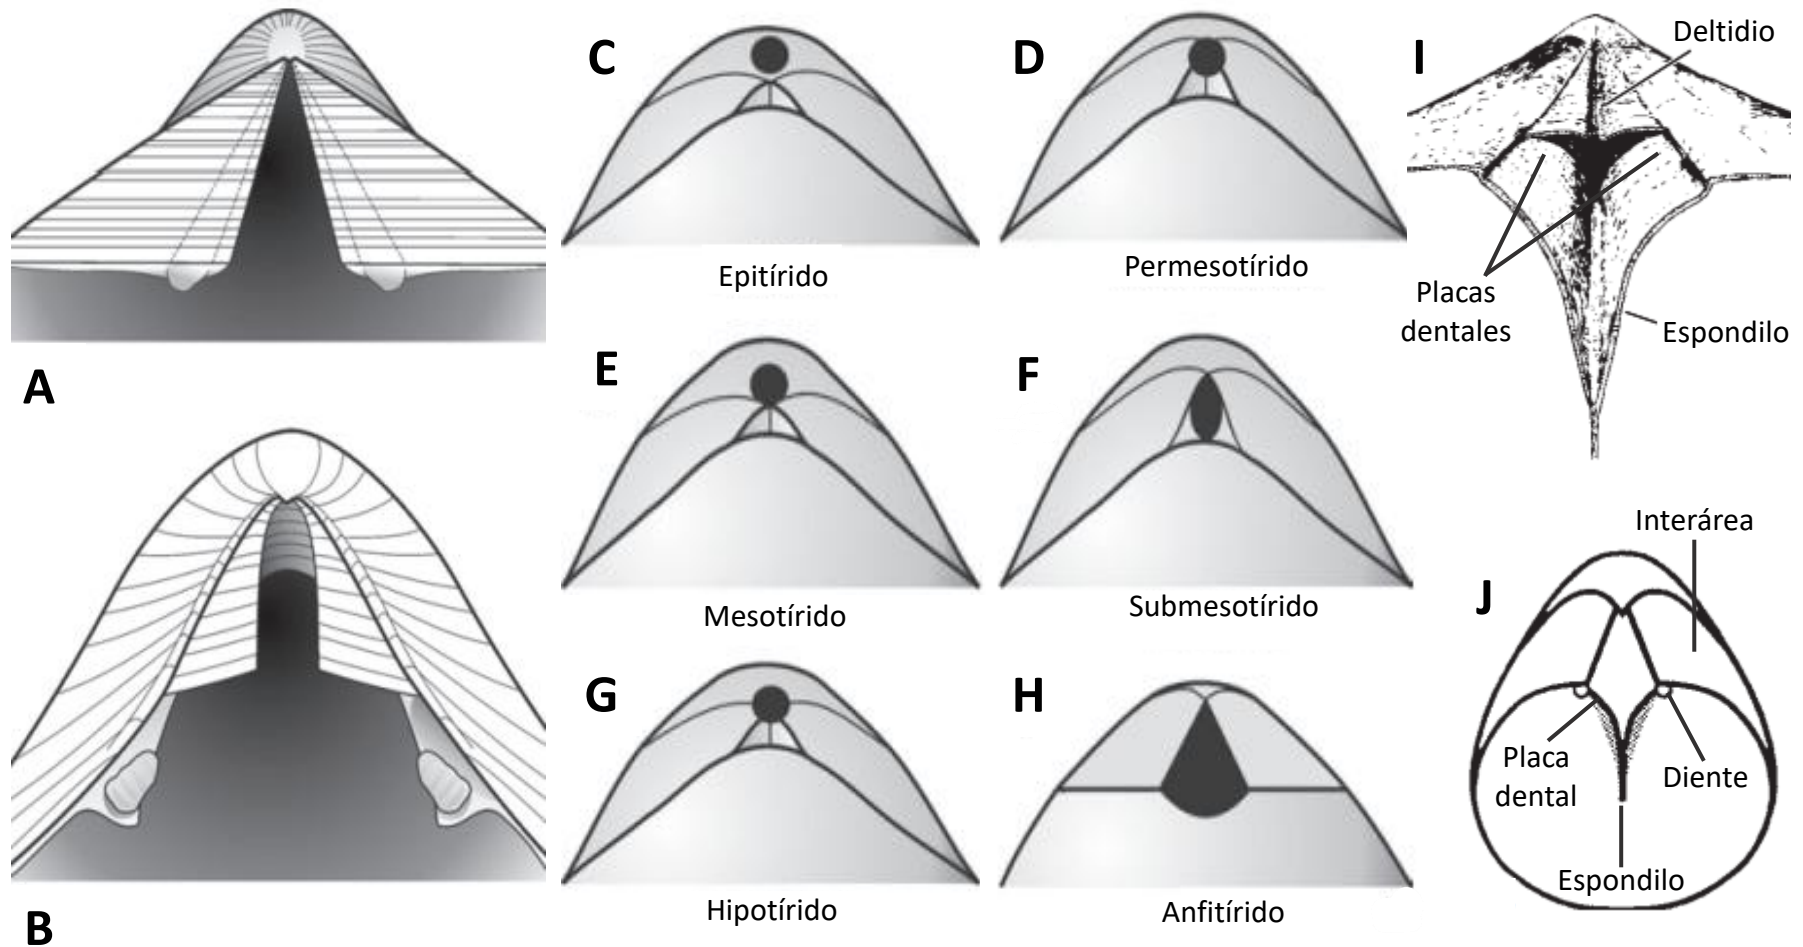 A
B
C
Epitírido
D
Permesotírido
E
Mesotírido
F
Submesotírido
G
Hipotírido
H
Anfitírido
I
Deltidio
Placas
dentales
Espondilo
J
Interárea
Placa
dental
Diente
Espondilo